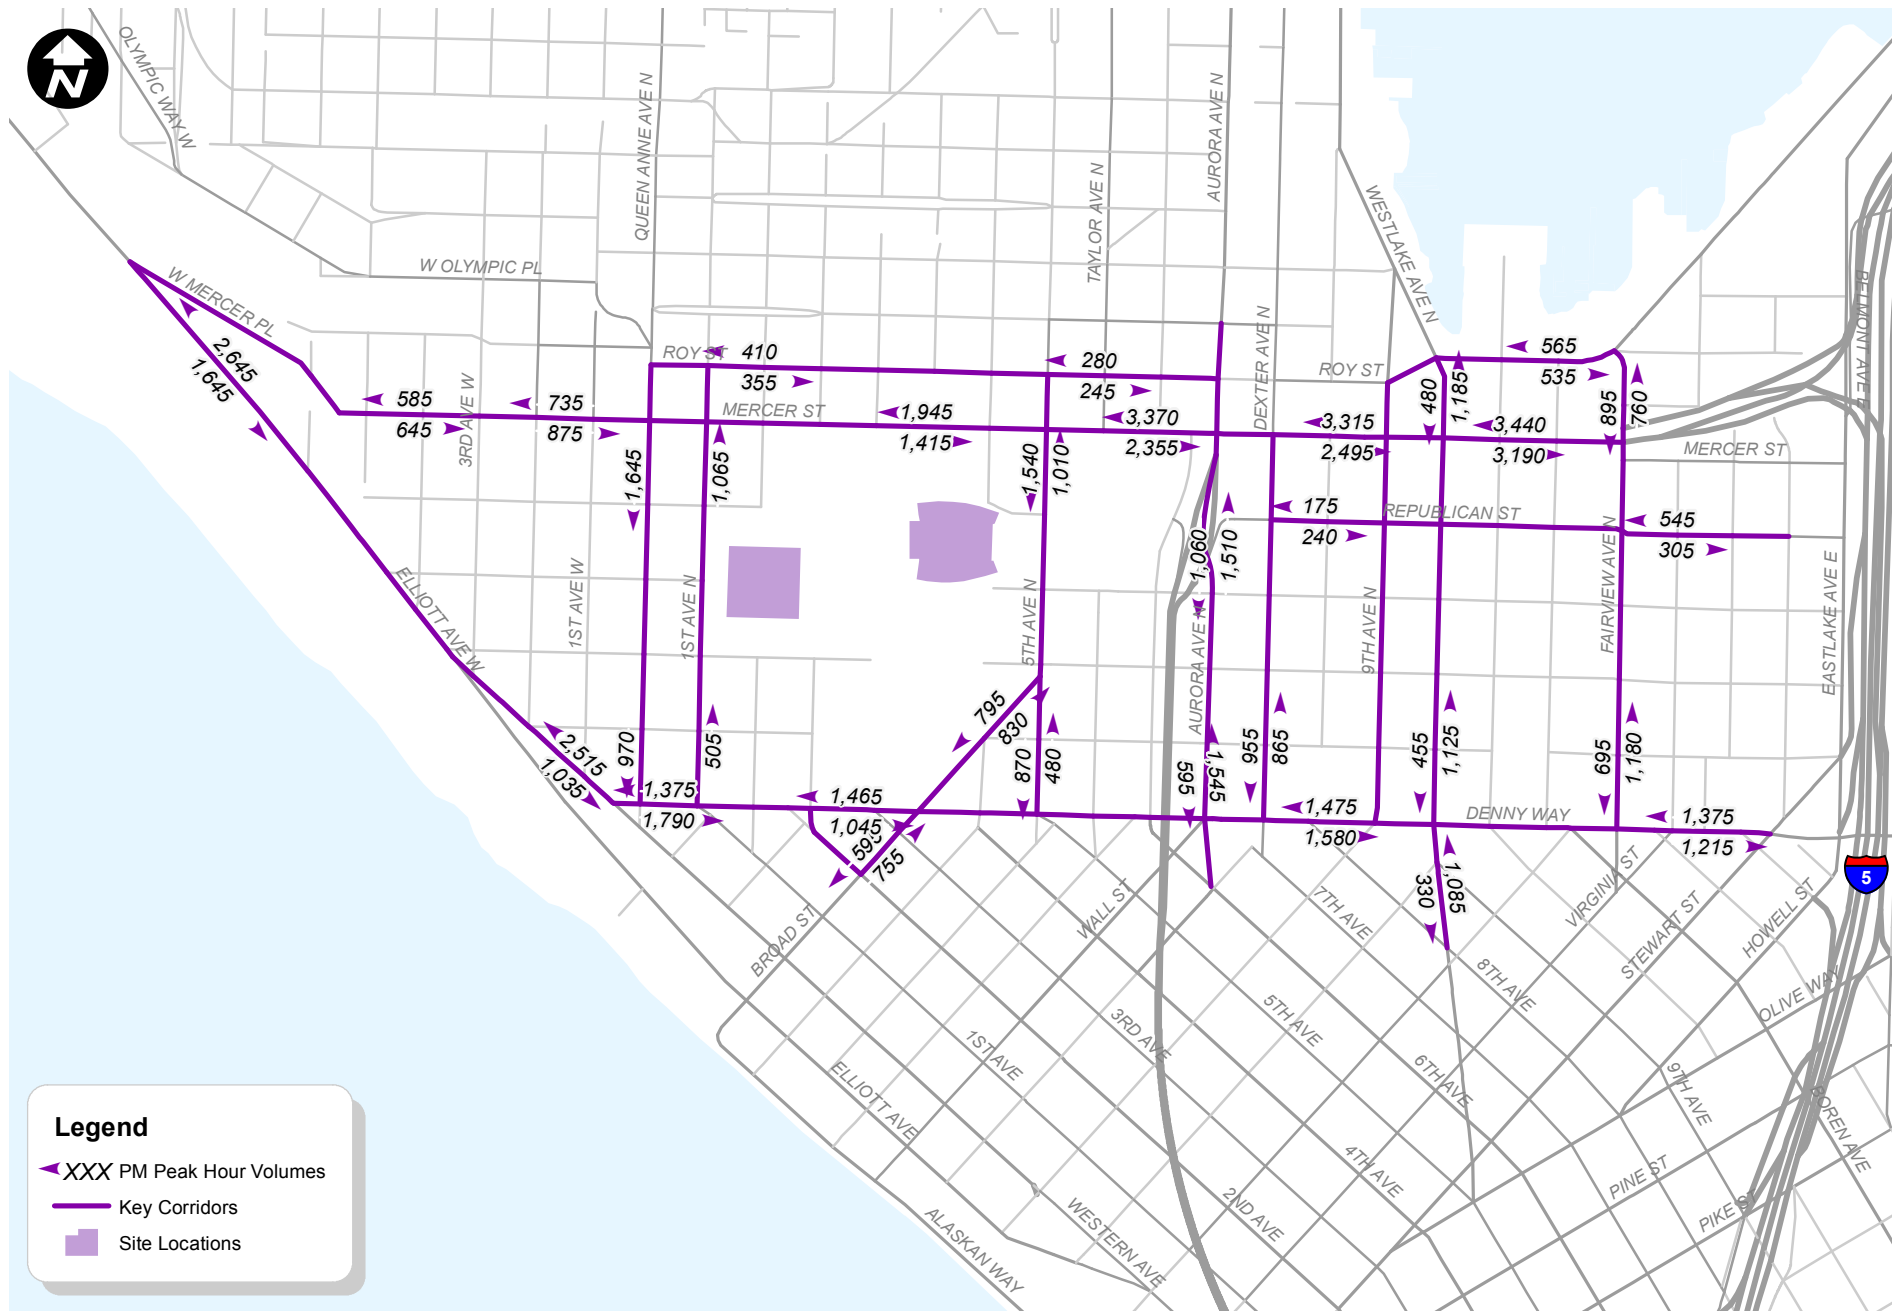 N
OLYMPIC WAY W
QUEEN ANNE AVE N
AURORA AVE N
TAYLOR AVE N
WESTLAKE AVE N
BELMONT AVE E
W OLYMPIC PL
W MERCER PL
DEXTER AVE N
ROY ST
410
355
280
245
ROY ST
565
535
480
1,185
895
760
2,645
1,645
585
645
3RD AVE W
735
875
MERCER ST
1,945
1,415
3,370
2,355
3,315
2,495
3,440
3,190
MERCER ST
1,645
1,065
1,540
1,010
1,090
1,510
175
240
REPUBLICAN ST
545
305
ELLIOTT AVE W
1ST AVE W
1ST AVE N
5TH AVE N
AURORA AVE N
9TH AVE N
FAIRVIEW AVE N
EASTLAKE AVE E
795
830
2,515
1,035
970
505
870
480
595
1,545
955
865
455
1,125
695
1,180
1,375
1,790
1,465
1,045
595
755
1,475
1,580
DENNY WAY
1,375
1,215
330
1,085
5
BROAD ST
WALL ST
7TH AVE
8TH AVE
VIRGINIA ST
STEWART ST
HOWELL ST
OLIVE WAY
1ST AVE
3RD AVE
5TH AVE
6TH AVE
9TH AVE
BOREN AVE
ELLIOTT AVE
4TH AVE
2ND AVE
WESTERN AVE
ALASKAN WAY
PINE ST
PIKE ST
Legend
XXX PM Peak Hour Volumes
Key Corridors
Site Locations